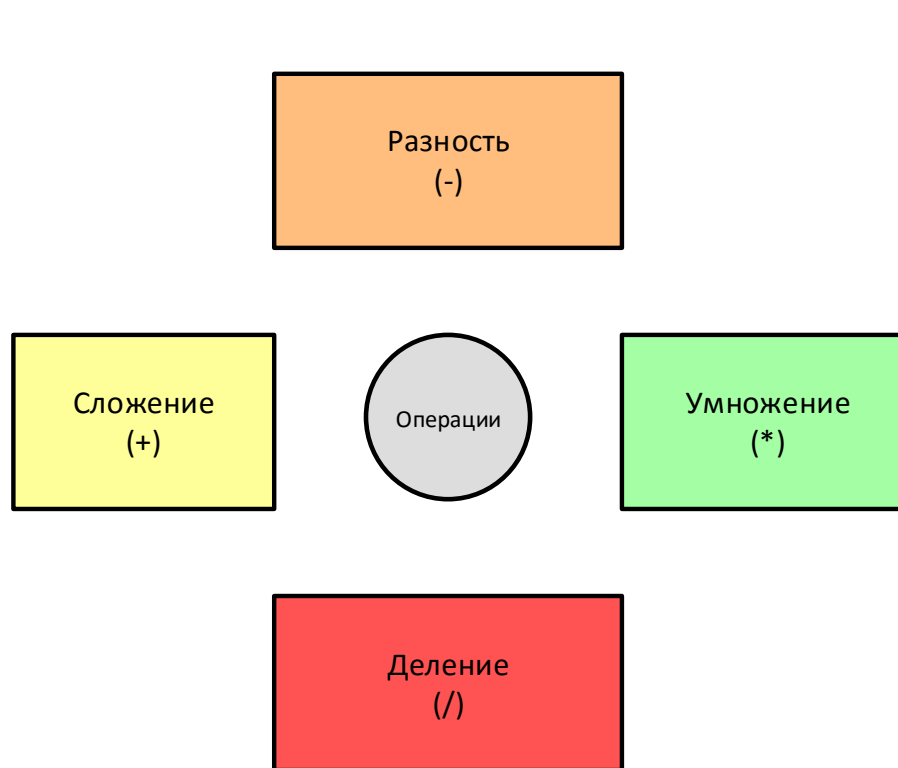 Разность
(-)
Сложение
(+)
Операции
Умножение
(*)
Деление
(/)